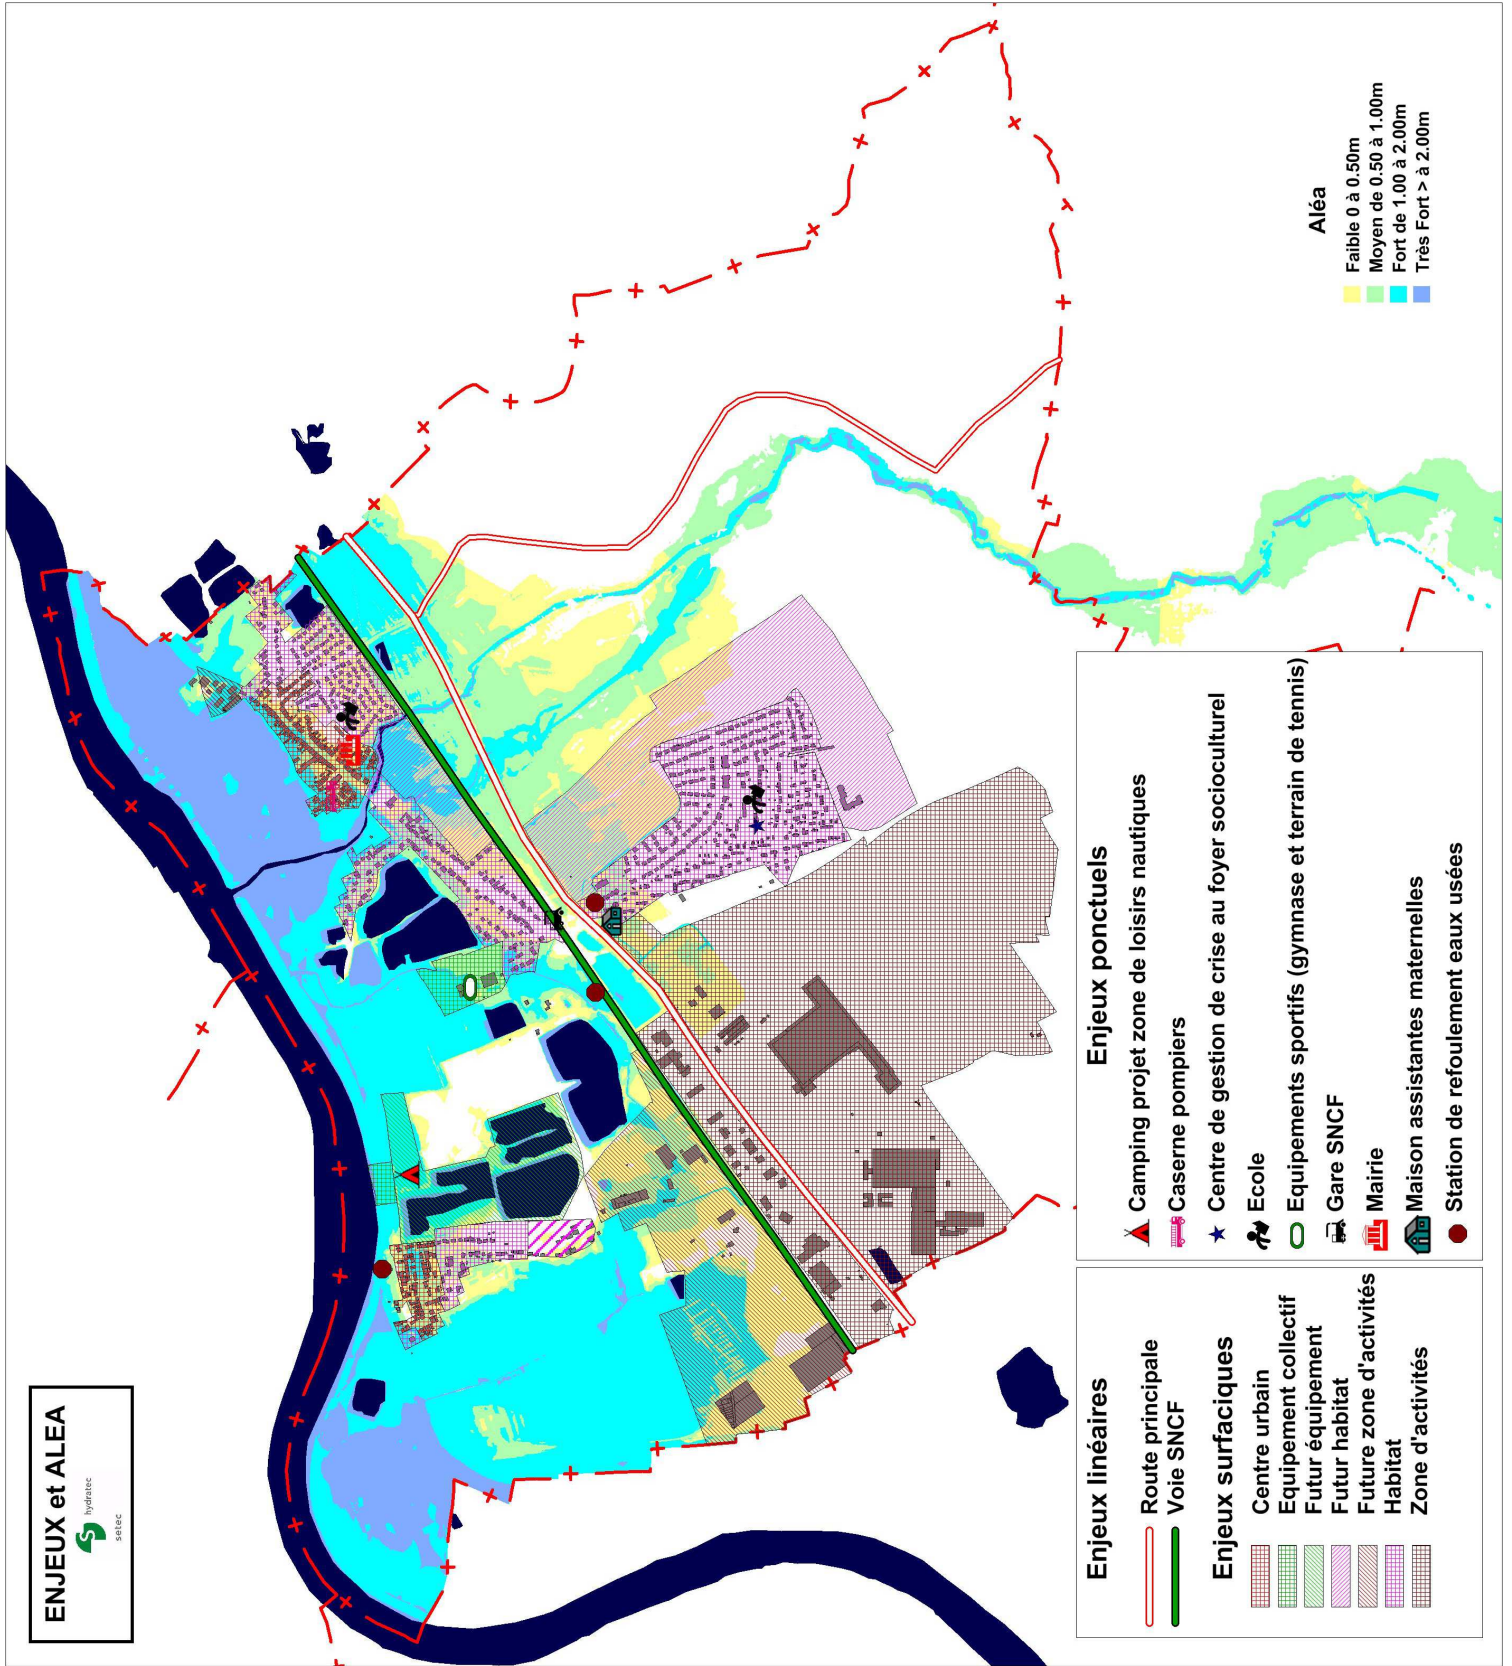 ENJEUX et ALEA
hydratec
setec
Aléa
Faible 0 à 0.50m
Moyen de 0.50 à 1.00m
Fort de 1.00 à 2.00m
Très Fort > à 2.00m
Enjeux linéaires
Route principale
Voie SNCF
Enjeux surfaciques
Centre urbain
Equipement collectif
Futur équipement
Futur habitat
Future zone d'activités
Habitat
Zone d'activités
Enjeux ponctuels
Camping projet zone de loisirs nautiques
Caserne pompiers
Centre de gestion de crise au foyer socioculturel
Ecole
Equipements sportifs (gymnase et terrain de tennis)
Gare SNCF
Mairie
Maison assistantes maternelles
Station de refoulement eaux usées